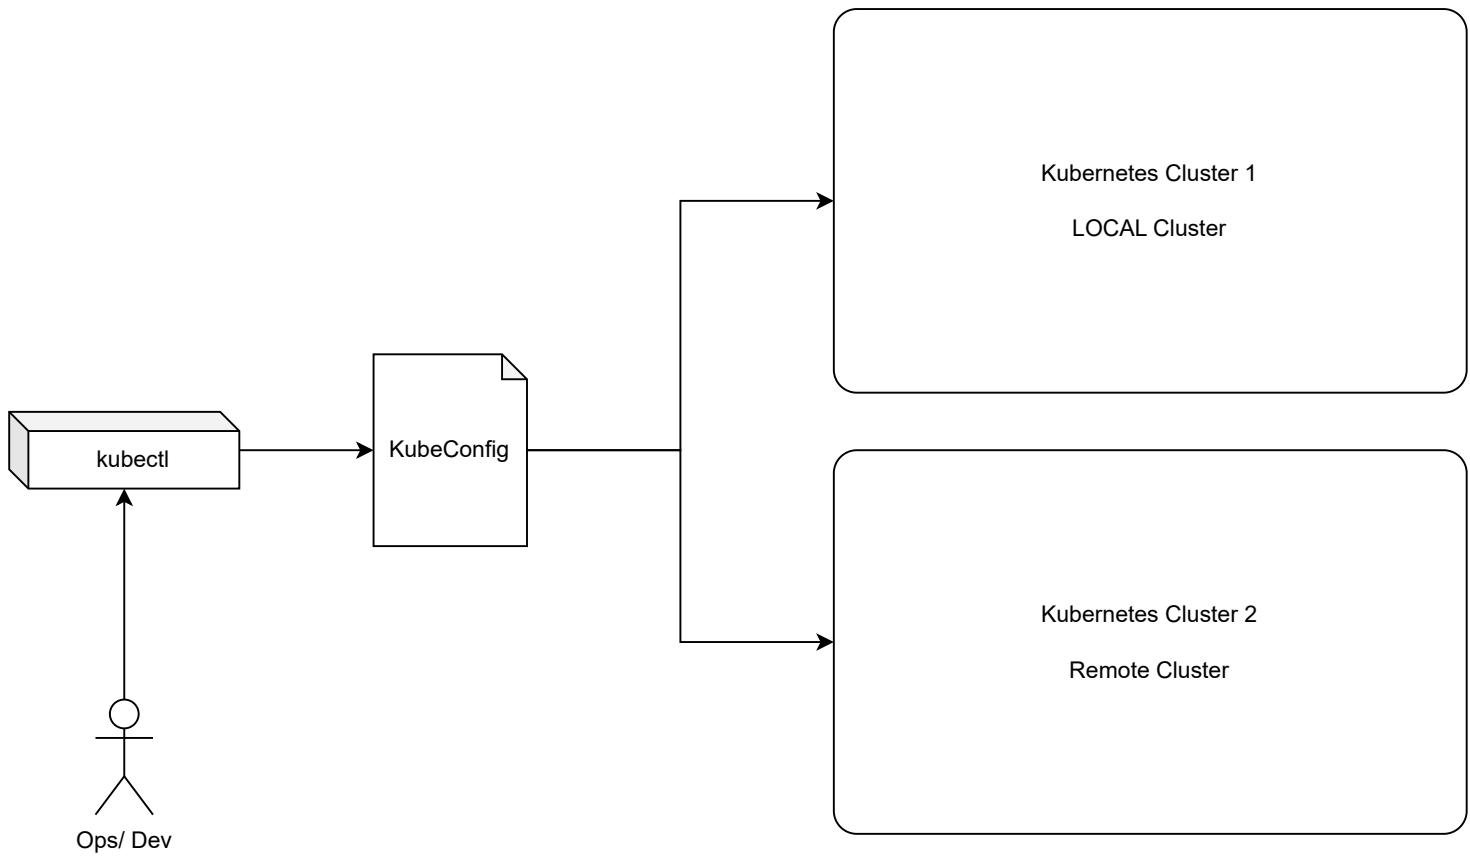 Kubernetes Cluster 1
LOCAL Cluster
kubectl
KubeConfig
Kubernetes Cluster 2
Remote Cluster
Ops/ Dev